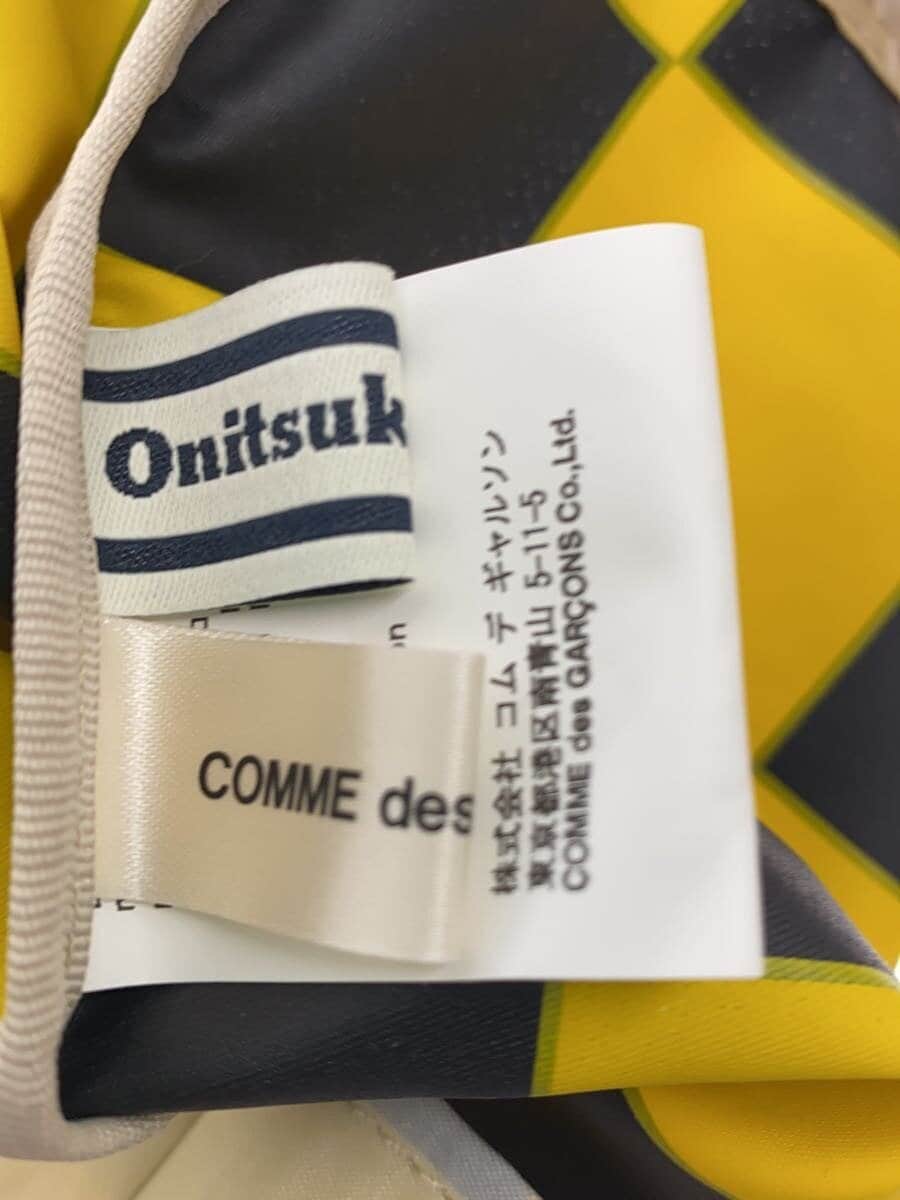 Onitsuk
COMME des
on
株式会社 コム デ ギャルソン
東京都港区南青山 5-11-5
COMME des GARÇONS Co.,Ltd.